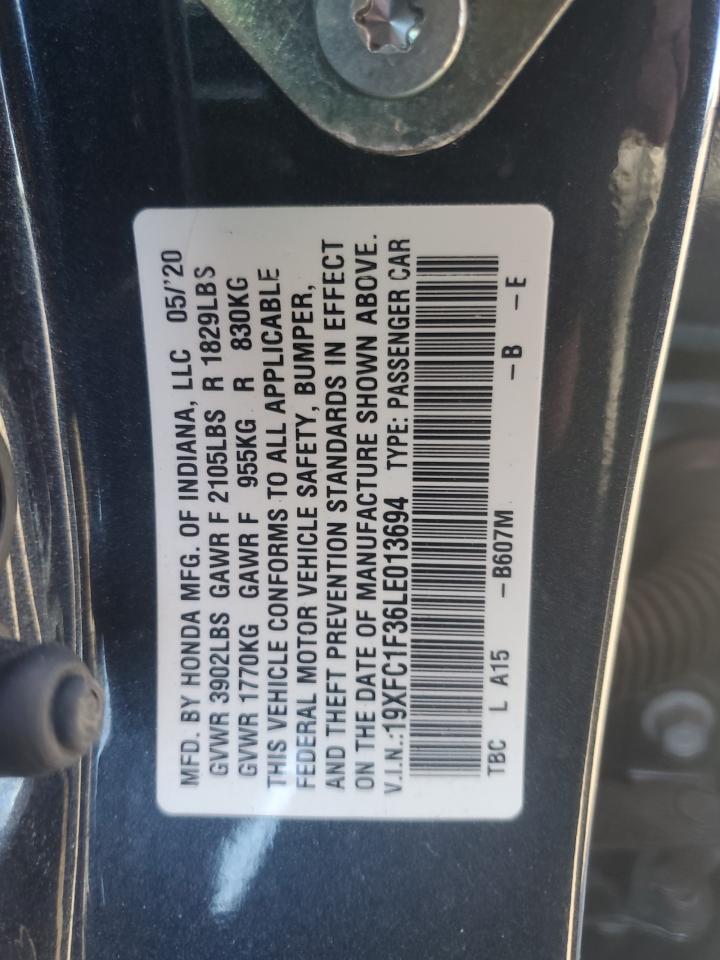 MFD. BY HONDA MFG. OF INDIANA, LLC 05/'20
GVWR 3902LBS GAWR F 2105LBS R 1829LBS
GVWR 1770KG GAWR F 955KG R 830KG
THIS VEHICLE CONFORMS TO ALL APPLICABLE
FEDERAL MOTOR VEHICLE SAFETY, BUMPER,
AND THEFT PREVENTION STANDARDS IN EFFECT
ON THE DATE OF MANUFACTURE SHOWN ABOVE.
V.I.N.:19XFC1F36LE013694 TYPE: PASSENGER CAR
TBC L A15 -B607M -B -E